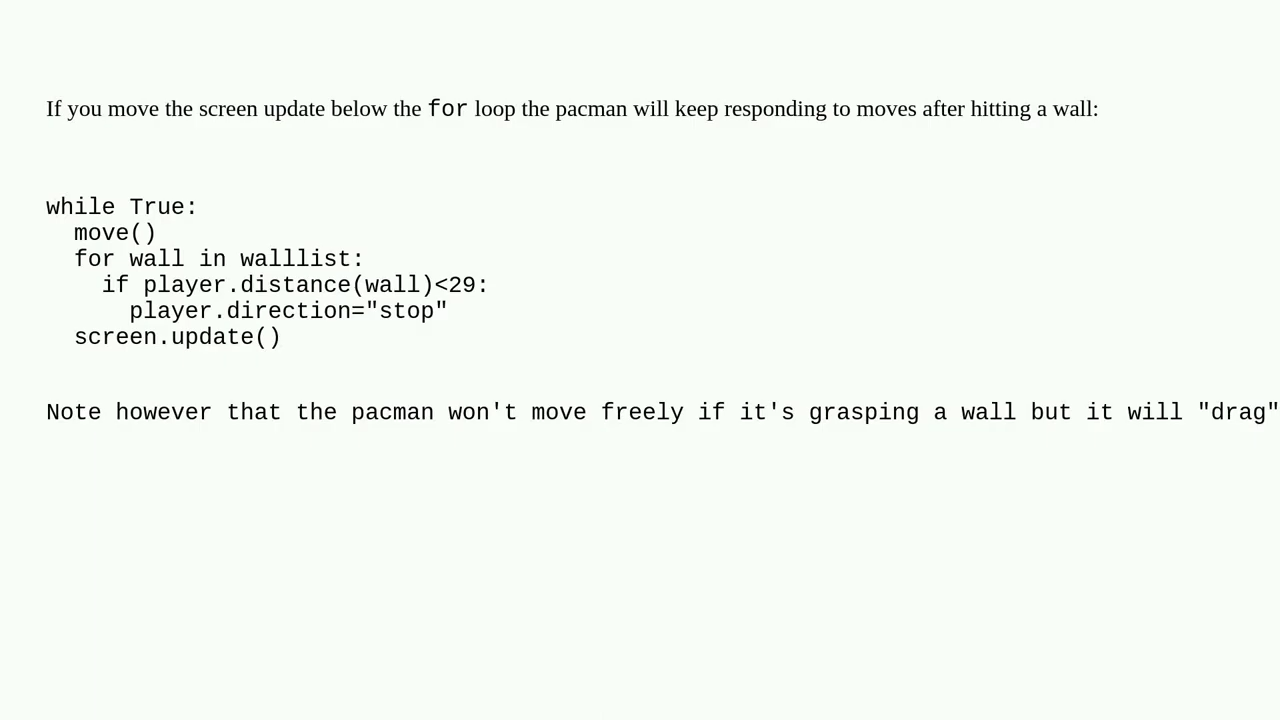 If you move the screen update below the for loop the pacman will keep responding to moves after hitting a wall:
while True:
  move()
  for wall in walllist:
    if player.distance(wall)<29:
      player.direction="stop"
  screen.update()
Note however that the pacman won't move freely if it's grasping a wall but it will "drag"